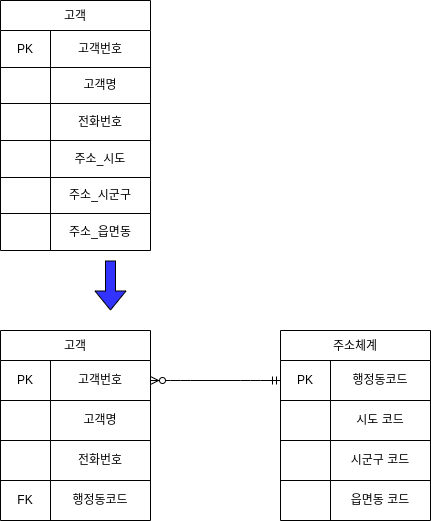 고객
PK 고객번호
고객명
전화번호
주소_시도
주소_시군구
주소_읍면동
고객
PK 고객번호
고객명
전화번호
FK 행정동코드
주소체계
PK 행정동코드
시도 코드
시군구 코드
읍면동 코드